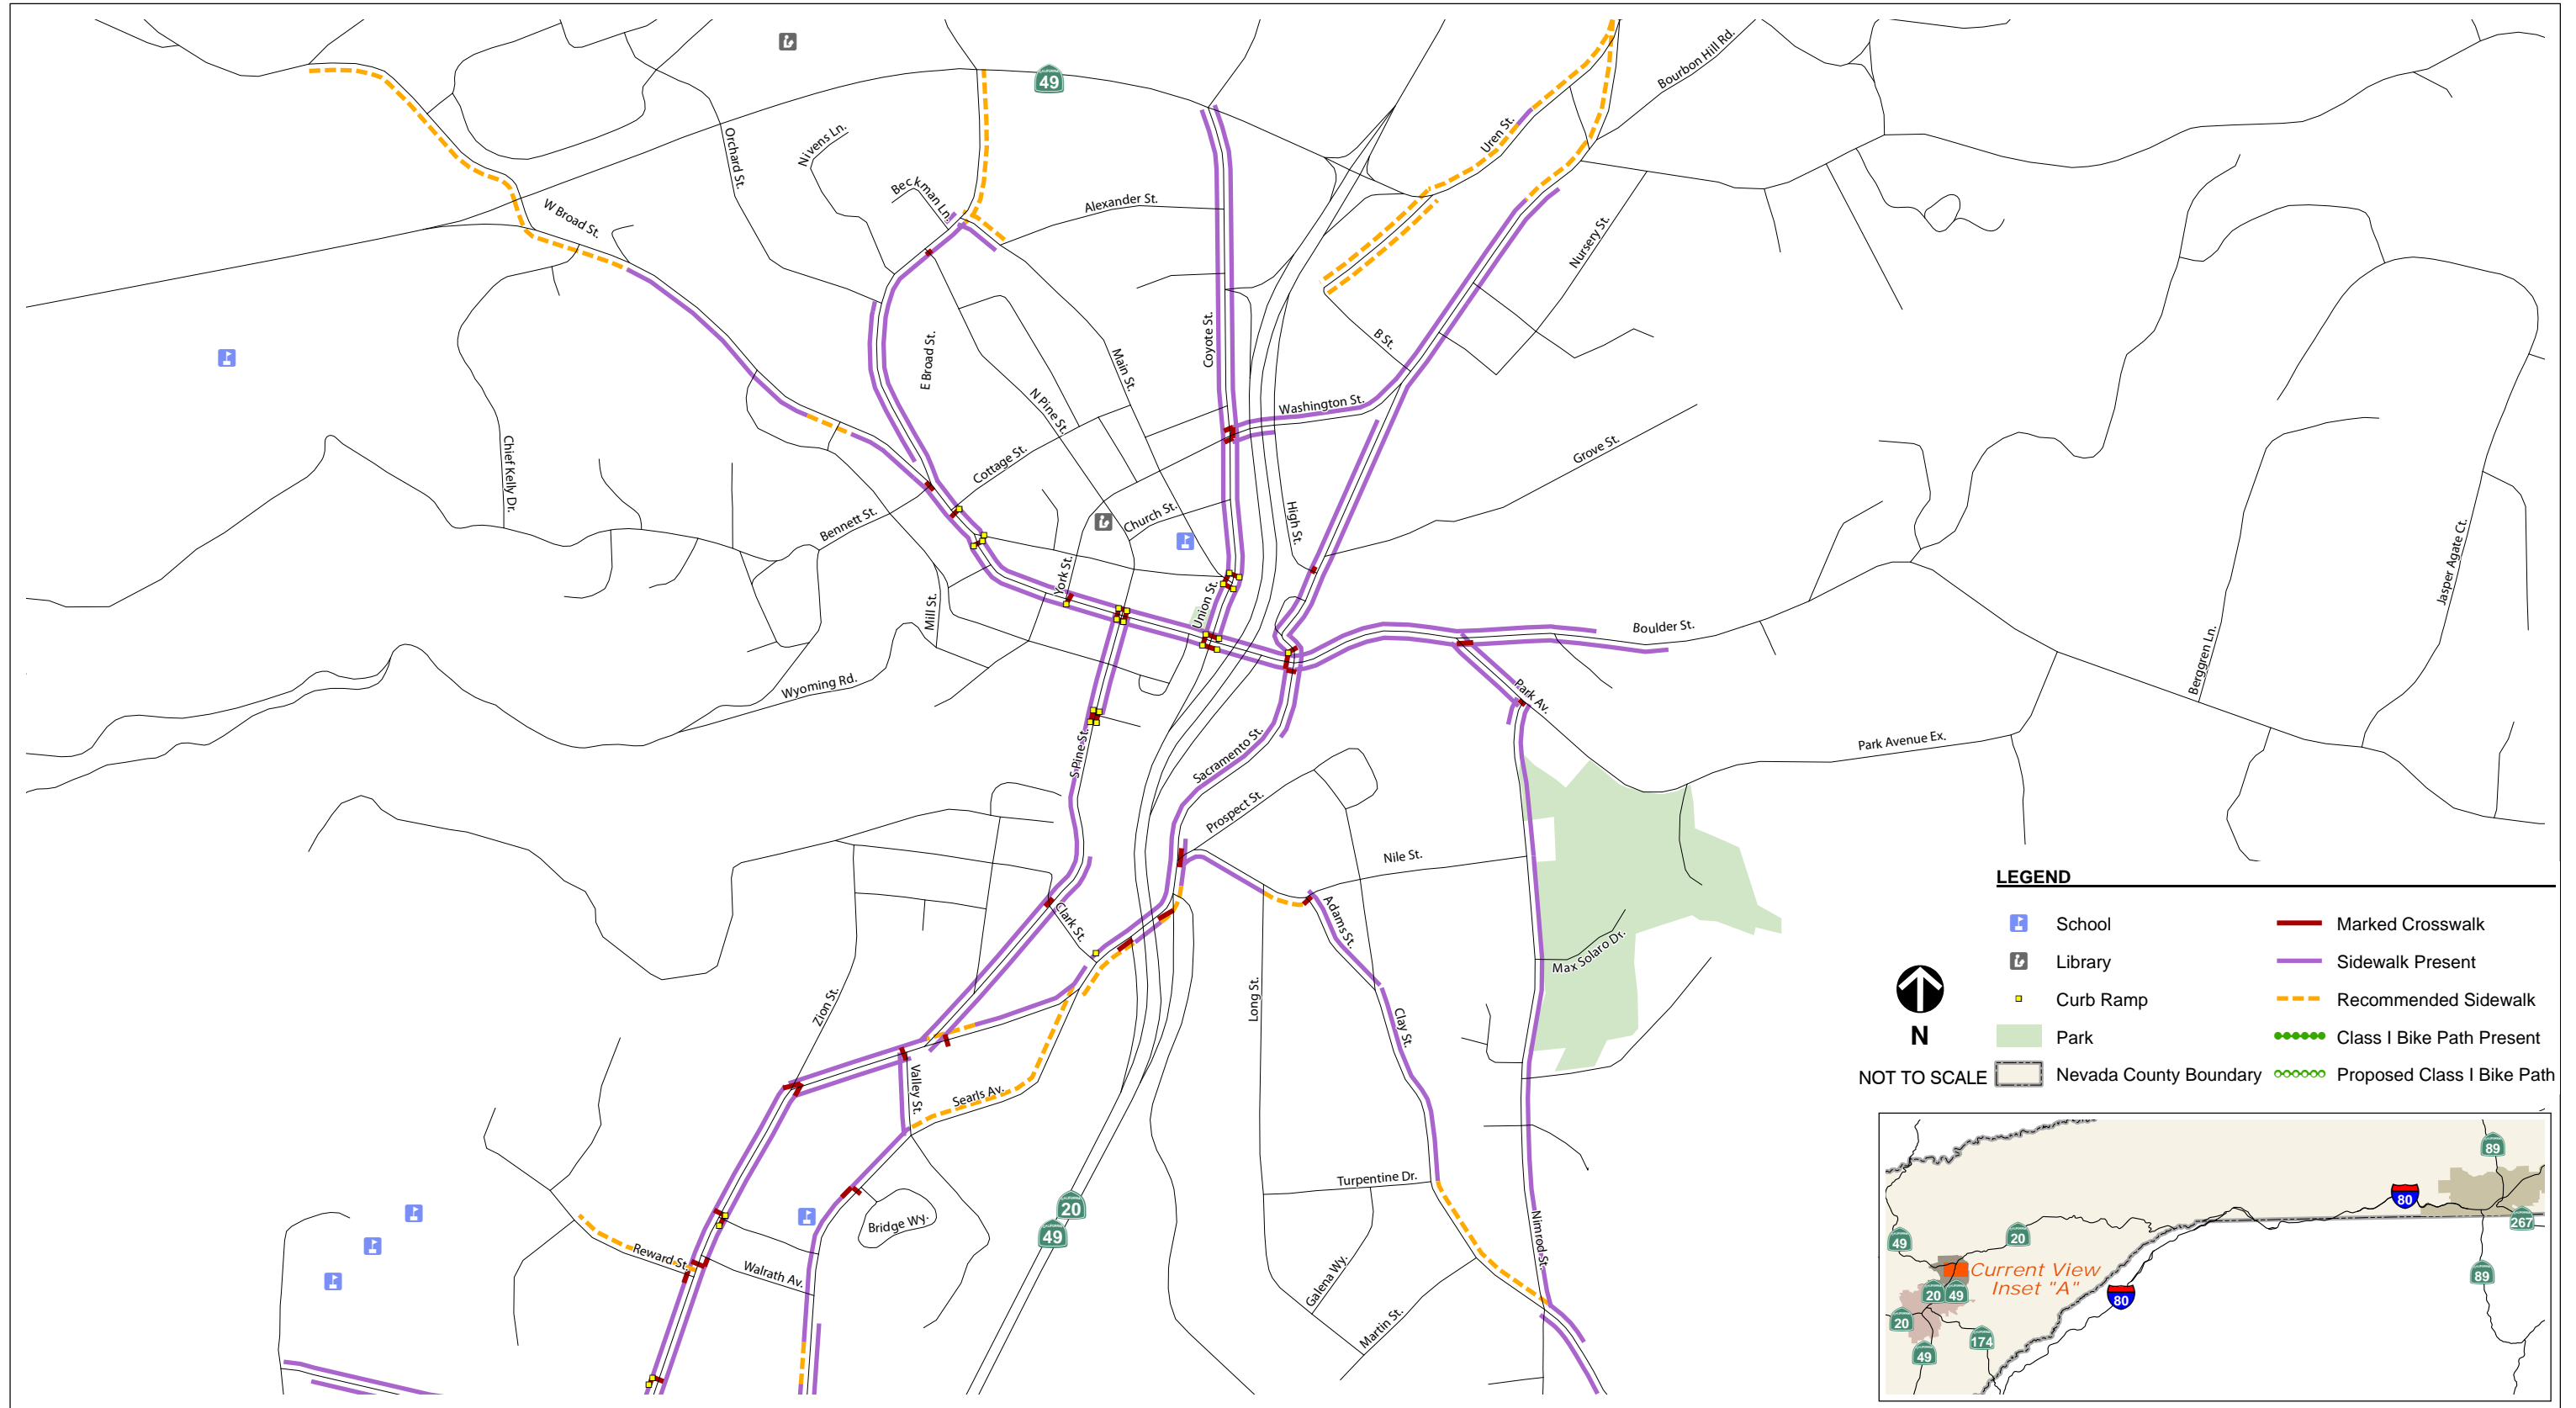 49
Bourbon Hill Rd.
Uren St.
Orchard St.
Nivens Ln.
Beckman Ln.
Alexander St.
W Broad St.
Nursery St.
Coyote St.
B St.
E Broad St.
Main St.
N Pine St.
Washington St.
Cottage St.
Grove St.
Chief Kelly Dr.
Bennett St.
Church St.
High St.
Jasper Agate Ct.
York St.
Union St.
Mill St.
Boulder St.
Berggren Ln.
Wyoming Rd.
Park Av.
S Pine St.
Sacramento St.
Park Avenue Ex.
Prospect St.
Nile St.
Clark St.
Adams St.
Max Solaro Dr.
Long St.
Zion St.
Clay St.
Valley St.
Searls Av.
Turpentine Dr.
20
49
Bridge Wy.
Nimrod St.
Reward St.
Walrath Av.
Galena Wy.
Martin St.
LEGEND
School
Library
Curb Ramp
Park
Nevada County Boundary
Marked Crosswalk
Sidewalk Present
Recommended Sidewalk
Class I Bike Path Present
Proposed Class I Bike Path
N
NOT TO SCALE
89
80
267
49
20
Current View
Inset "A"
20
49
89
80
20
174
49